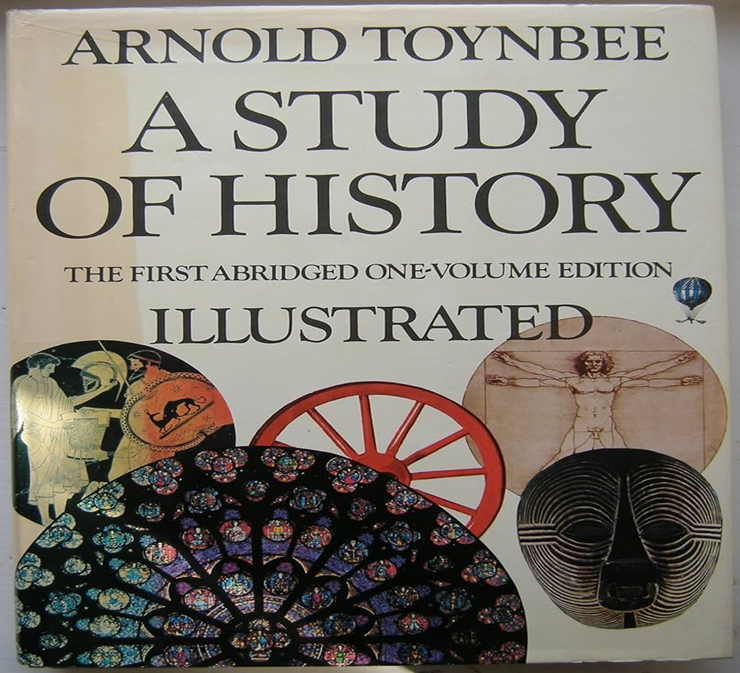 ARNOLD TOYNBEE
A STUDY
OF HISTORY
THE FIRST ABRIDGED ONE-VOLUME EDITION
ILLUSTRATED